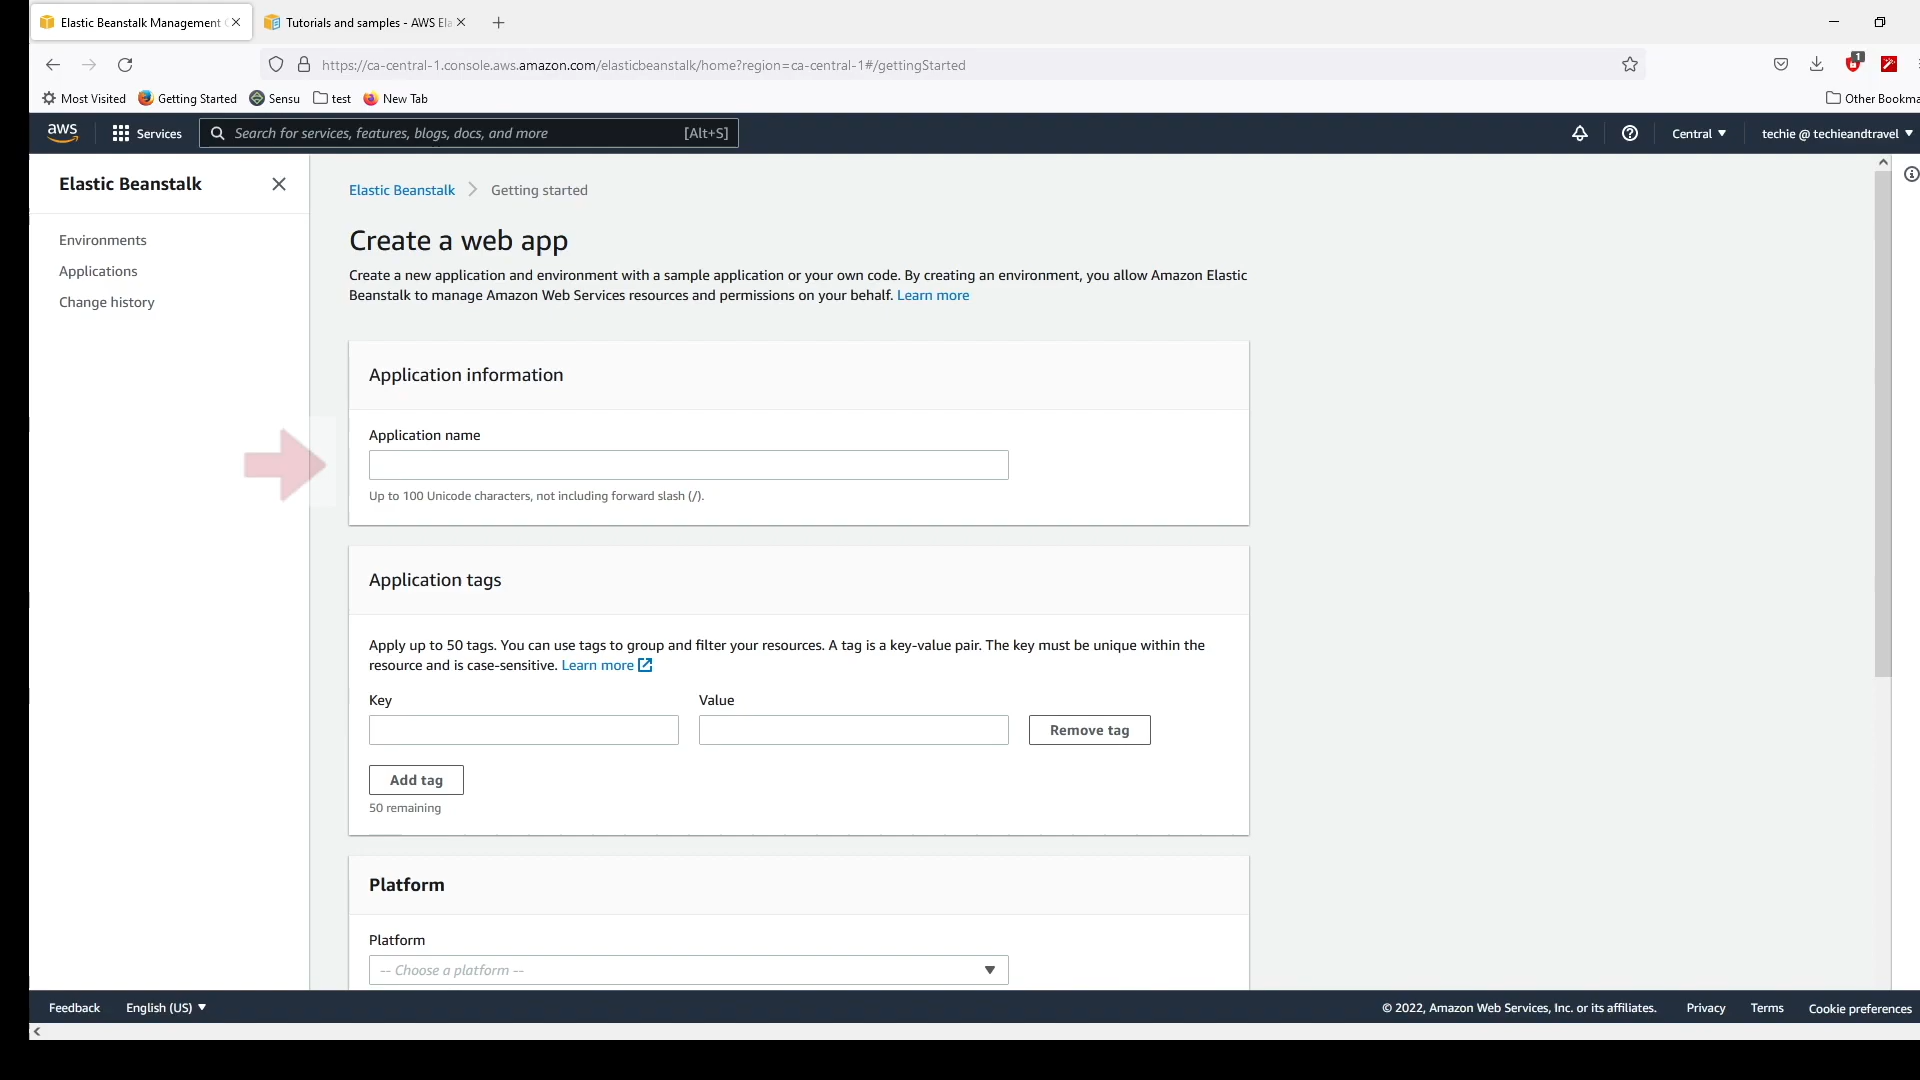 Elastic Beanstalk Management
Tutorials and samples - AWS Ela
https://ca-central-1.console.aws.amazon.com/elasticbeanstalk/home?region=ca-central-1#/gettingStarted
1
Most Visited
Getting Started
Sensu
test
New Tab
Other Bookma
aws
Services
Search for services, features, blogs, docs, and more
[Alt+S]
Central
techie @ techieandtravel
Elastic Beanstalk
Environments
Applications
Change history
Elastic Beanstalk
Getting started
Create a web app
Create a new application and environment with a sample application or your own code. By creating an environment, you allow Amazon Elastic
Beanstalk to manage Amazon Web Services resources and permissions on your behalf. Learn more
Application information
Application name
Up to 100 Unicode characters, not including forward slash (/).
Application tags
Apply up to 50 tags. You can use tags to group and filter your resources. A tag is a key-value pair. The key must be unique within the
resource and is case-sensitive. Learn more
Key
Value
Remove tag
Add tag
50 remaining
Platform
Platform
-- Choose a platform --
Feedback
English (US)
© 2022, Amazon Web Services, Inc. or its affiliates.
Privacy
Terms
Cookie preferences